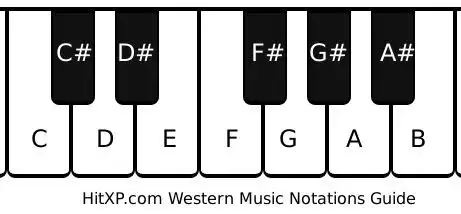 C# D# F# G# A#
C D E F G A B
HitXP.com Western Music Notations Guide